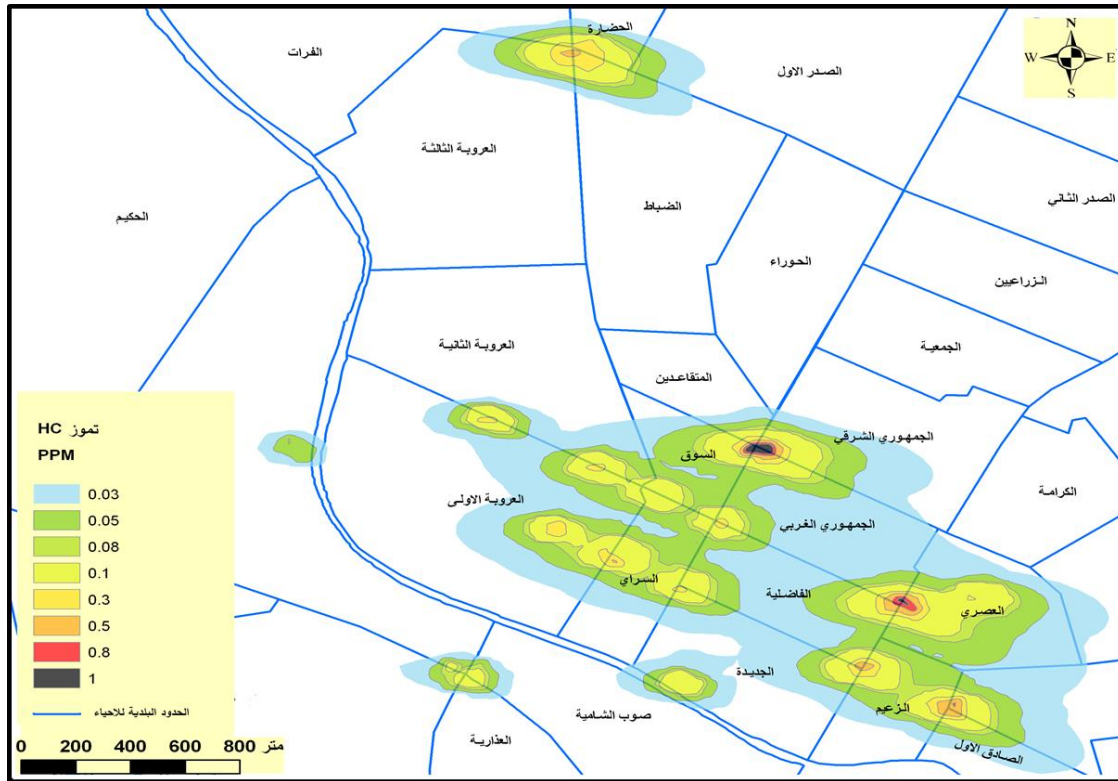 الحضارة
N
W E
S
الفرات
الصدر الاول
العروبة الثالثة
الصدر الثاني
الضباط
الحكيم
الحوراء
الزراعيين
العروبة الثانية
الجمعية
المتقاعدين
الجمهوري الشرقي
السوق
الكرامة
العروبة الاولى
الجمهوري الغربي
السراي
الفاضلية
العصري
الجديدة
صوب الشامية
الزعيم
العذارية
الصادق الاول
تموز HC
PPM
0.03
0.05
0.08
0.1
0.3
0.5
0.8
1
الحدود البلدية للاحياء
0 200 400 600 800 متر